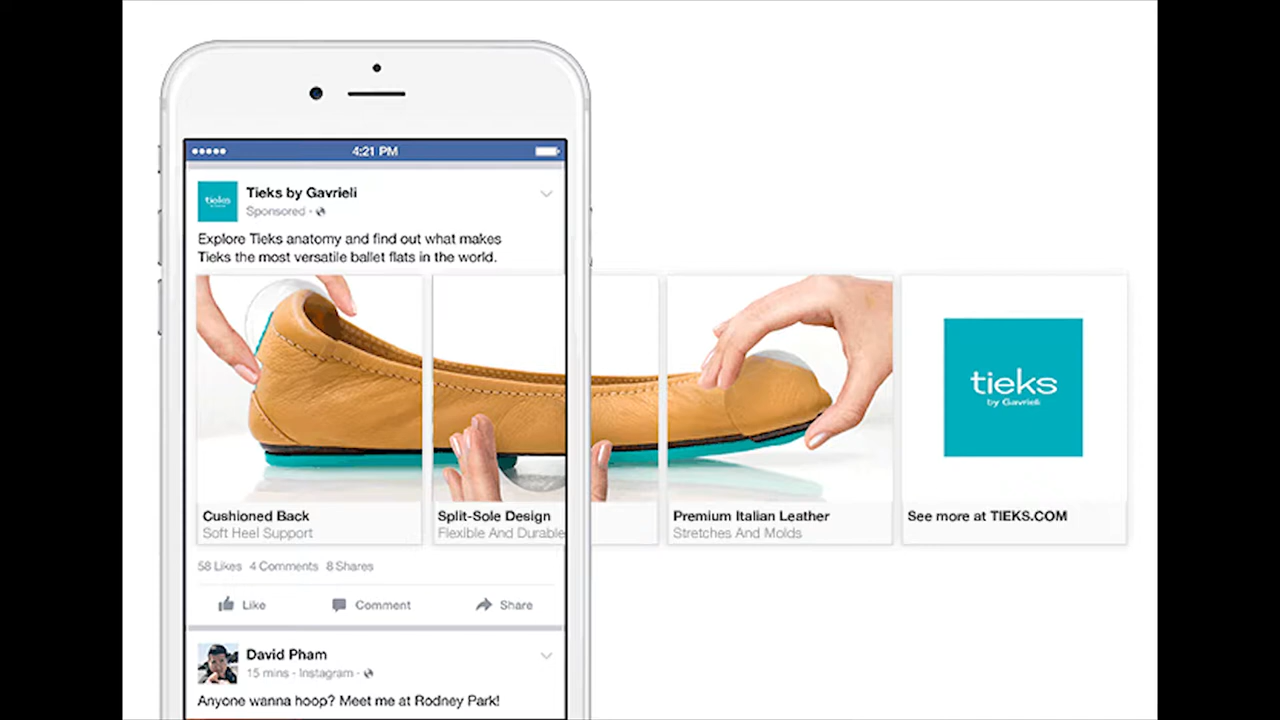 4:21 PM
tieks
Tieks by Gavrieli
Sponsored ·
Explore Tieks anatomy and find out what makes
Tieks the most versatile ballet flats in the world.
tieks
by Gavrieli
Cushioned Back
Soft Heel Support
Split-Sole Design
Flexible And Durable
Premium Italian Leather
Stretches And Molds
See more at TIEKS.COM
58 Likes 4 Comments 8 Shares
Like Comment Share
David Pham
15 mins · Instagram ·
Anyone wanna hoop? Meet me at Rodney Park!